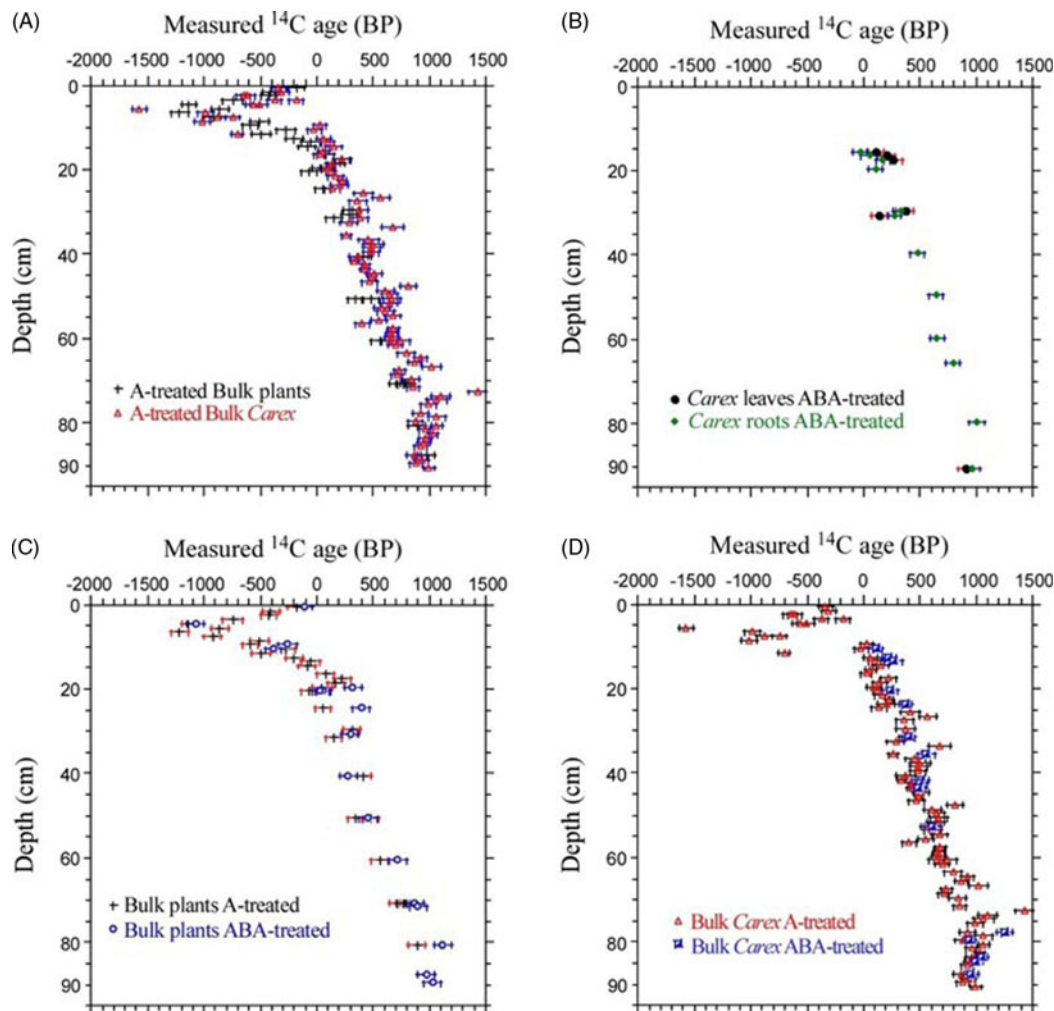 (A)
Measured ¹⁴C age (BP)
-2000 -1000 -500 0 500 1000 1500
Depth (cm)
0
20
40
60
80
90
A-treated Bulk plants
A-treated Bulk Carex
(B)
Measured ¹⁴C age (BP)
-2000 -1000 -500 0 500 1000 1500
Depth (cm)
0
20
40
60
80
90
Carex leaves ABA-treated
Carex roots ABA-treated
(C)
Measured ¹⁴C age (BP)
-2000 -1000 -500 0 500 1000 1500
Depth (cm)
0
20
40
60
80
90
Bulk plants A-treated
Bulk plants ABA-treated
(D)
Measured ¹⁴C age (BP)
-2000 -1000 -500 0 500 1000 1500
Depth (cm)
0
20
40
60
80
90
Bulk Carex A-treated
Bulk Carex ABA-treated